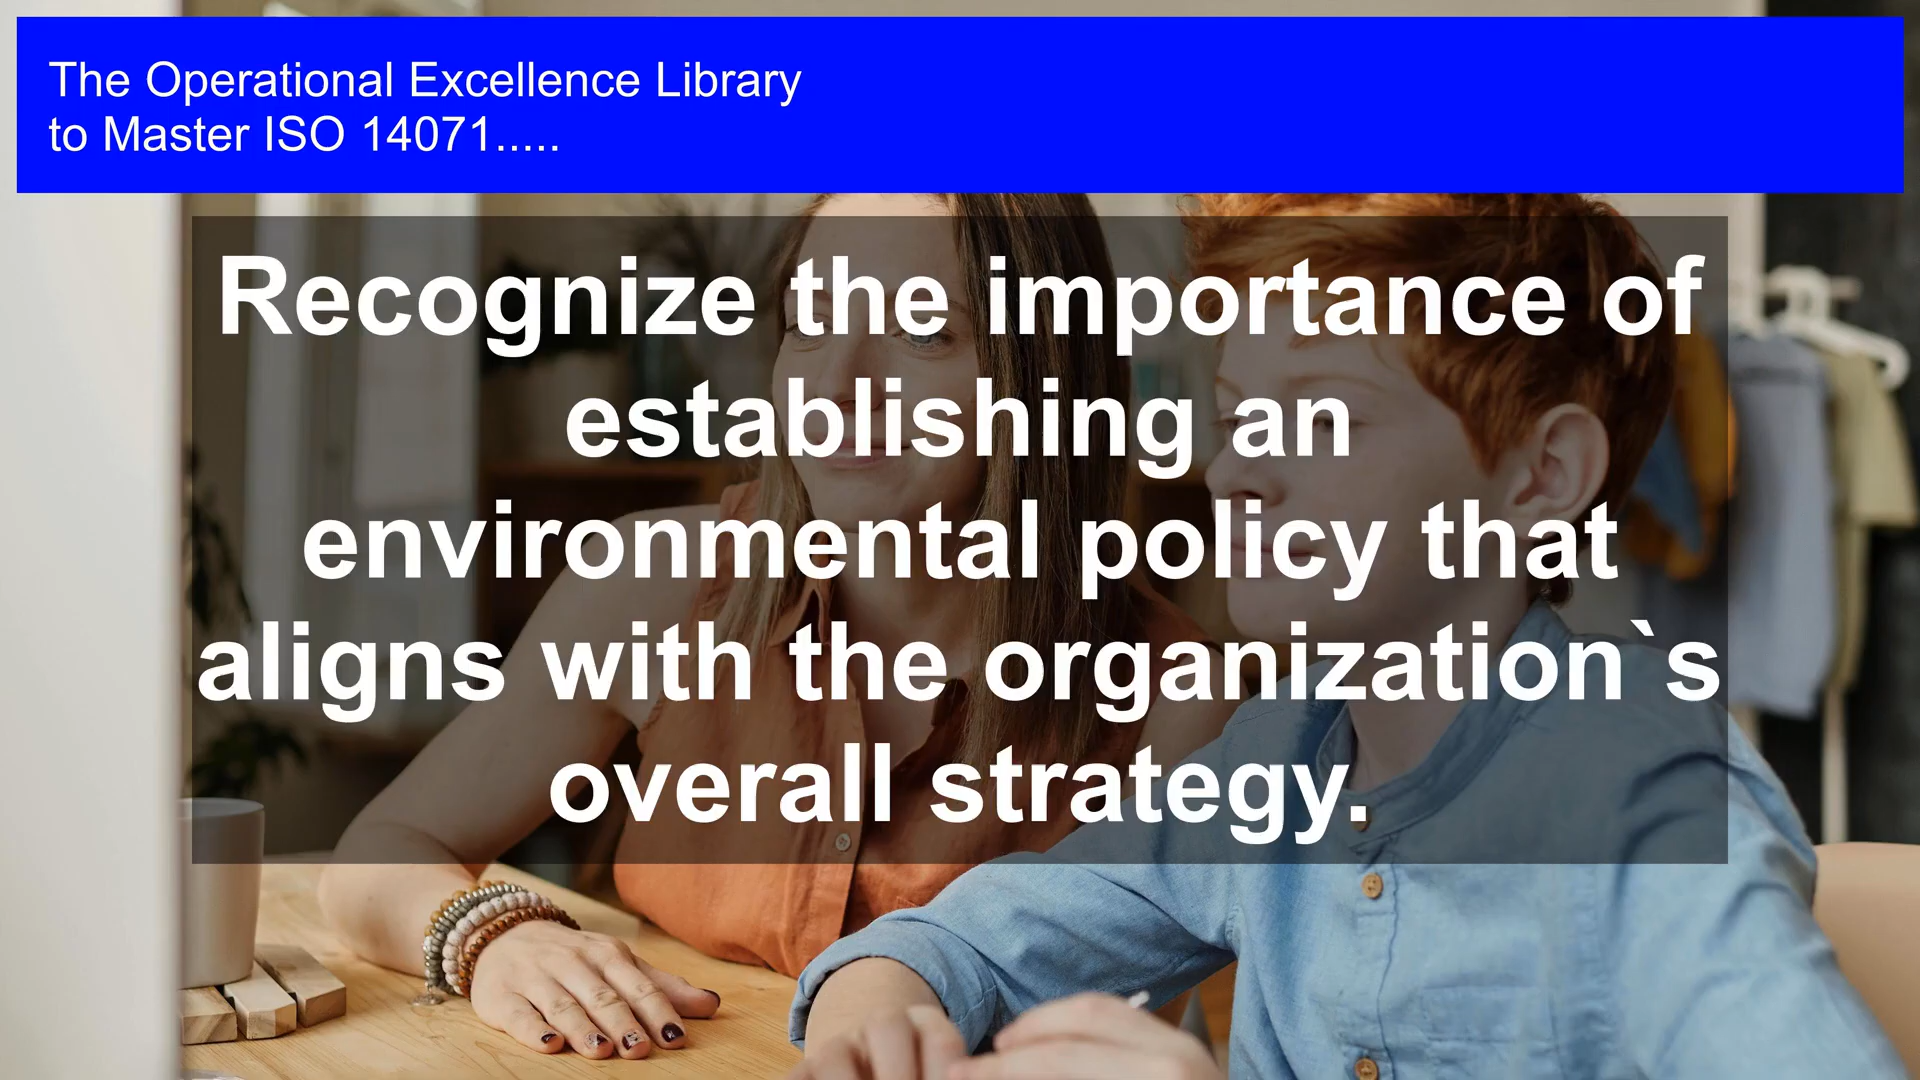 The Operational Excellence Library
to Master ISO 14071.....
Recognize the importance of
establishing an
environmental policy that
aligns with the organization`s
overall strategy.